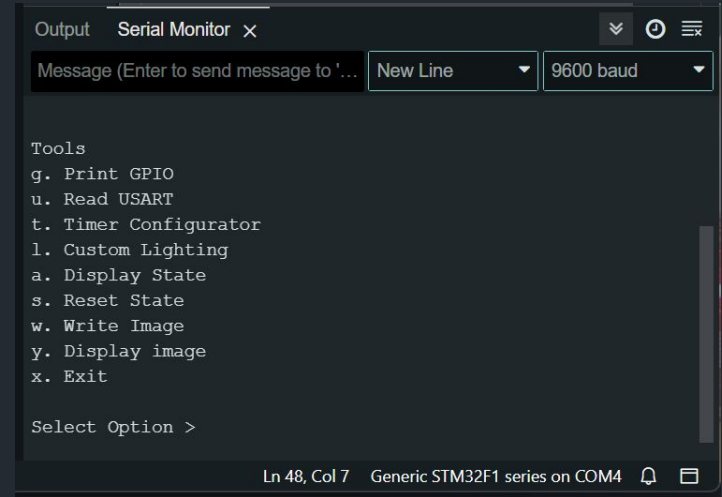 Output Serial Monitor ×
Message (Enter to send message to '... New Line 9600 baud
Tools
g. Print GPIO
u. Read USART
t. Timer Configurator
l. Custom Lighting
a. Display State
s. Reset State
w. Write Image
y. Display image
x. Exit
Select Option >
Ln 48, Col 7 Generic STM32F1 series on COM4